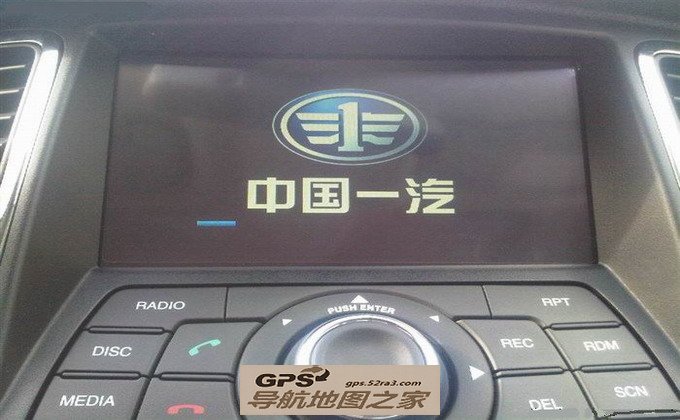 1
中国一汽
RADIO
PUSH ENTER
RPT
DISC
REC
RDM
MEDIA
DEL
SCN
GPS gps.52ra3.com
导航地图之家